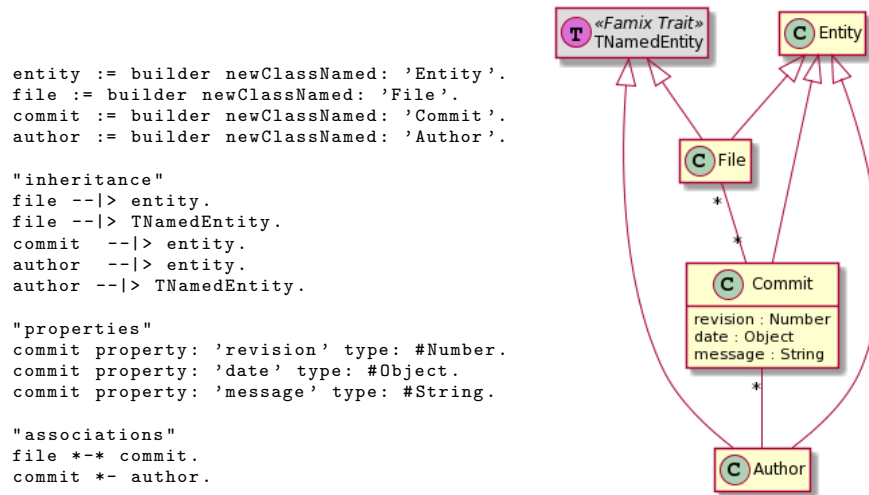 entity := builder newClassNamed: ’Entity’.
file := builder newClassNamed: ’File’.
commit := builder newClassNamed: ’Commit’.
author := builder newClassNamed: ’Author’.
"inheritance"
file --|> entity.
file --|> TNamedEntity.
commit  --|> entity.
author  --|> entity.
author --|> TNamedEntity.
"properties"
commit property: ’revision’ type: #Number.
commit property: ’date’ type: #Object.
commit property: ’message’ type: #String.
"associations"
file *-* commit.
commit *- author.
T
«Famix Trait»
TNamedEntity
C Entity
C File
*
*
C Commit
revision : Number
date : Object
message : String
*
C Author